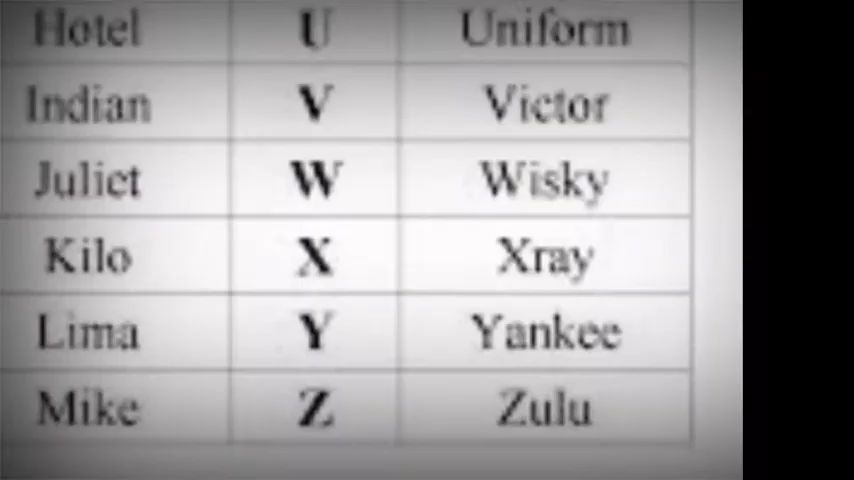 Hotel U Uniform
Indian V Victor
Juliet W Wisky
Kilo X Xray
Lima Y Yankee
Mike Z Zulu